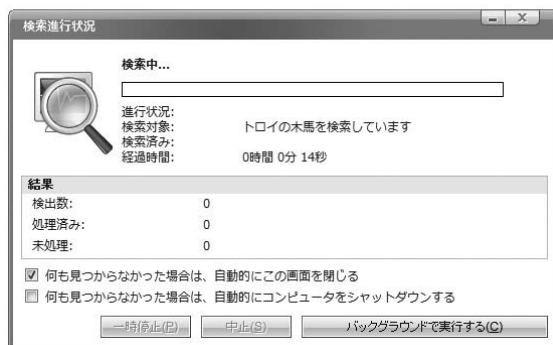 検索進行状況
検索中...
進行状況:
検索対象: トロイの木馬を検索しています
検索済み:
経過時間: 0時間 0分 14秒
結果
検出数: 0
処理済み: 0
未処理: 0
何も見つからなかった場合は、自動的にこの画面を閉じる
何も見つからなかった場合は、自動的にコンピュータをシャットダウンする
一時停止(P) 中止(S) バックグラウンドで実行する(C)